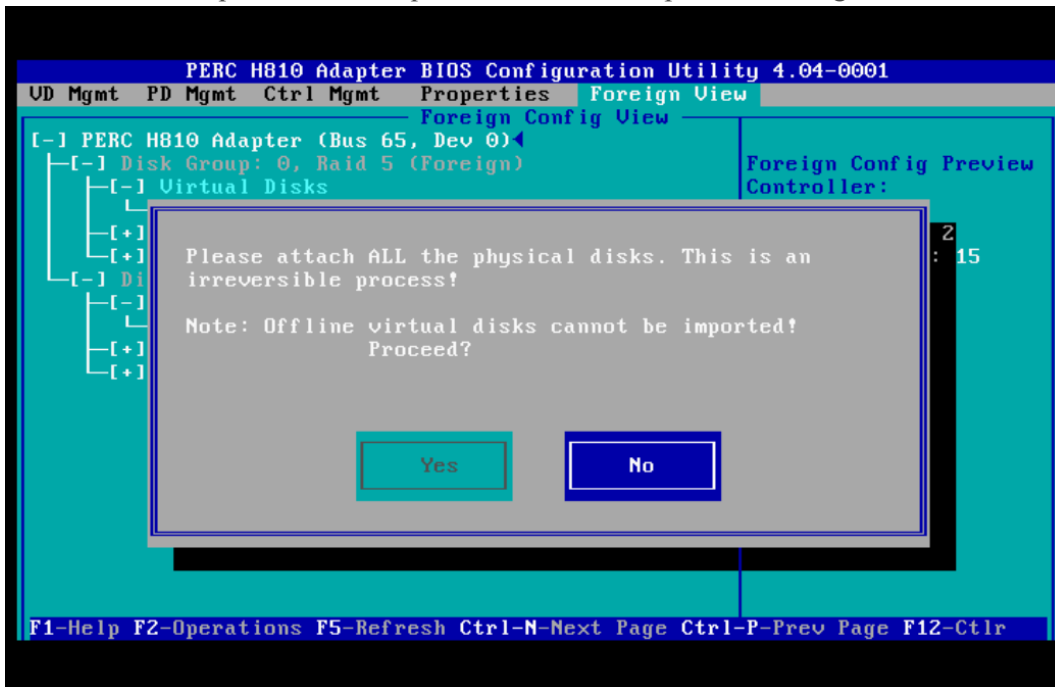 PERC H810 Adapter BIOS Configuration Utility 4.04-0001
VD Mgmt PD Mgmt Ctrl Mgmt Properties Foreign View
Foreign Config View
[-] PERC H810 Adapter (Bus 65, Dev 0)
[-] Disk Group: 0, Raid 5 (Foreign)
Foreign Config Preview
[-] Virtual Disks
Controller:
[+]
2
[+]
: 15
[-] Di
[-]
[+]
[+]
Please attach ALL the physical disks. This is an
irreversible process!
Note: Offline virtual disks cannot be imported!
Proceed?
Yes
No
F1-Help F2-Operations F5-Refresh Ctrl-N-Next Page Ctrl-P-Prev Page F12-Ctlr